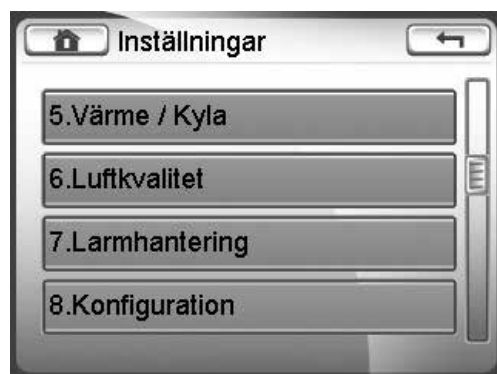 Inställningar
5.Värme / Kyla
6.Luftkvalitet
7.Larmhantering
8.Konfiguration